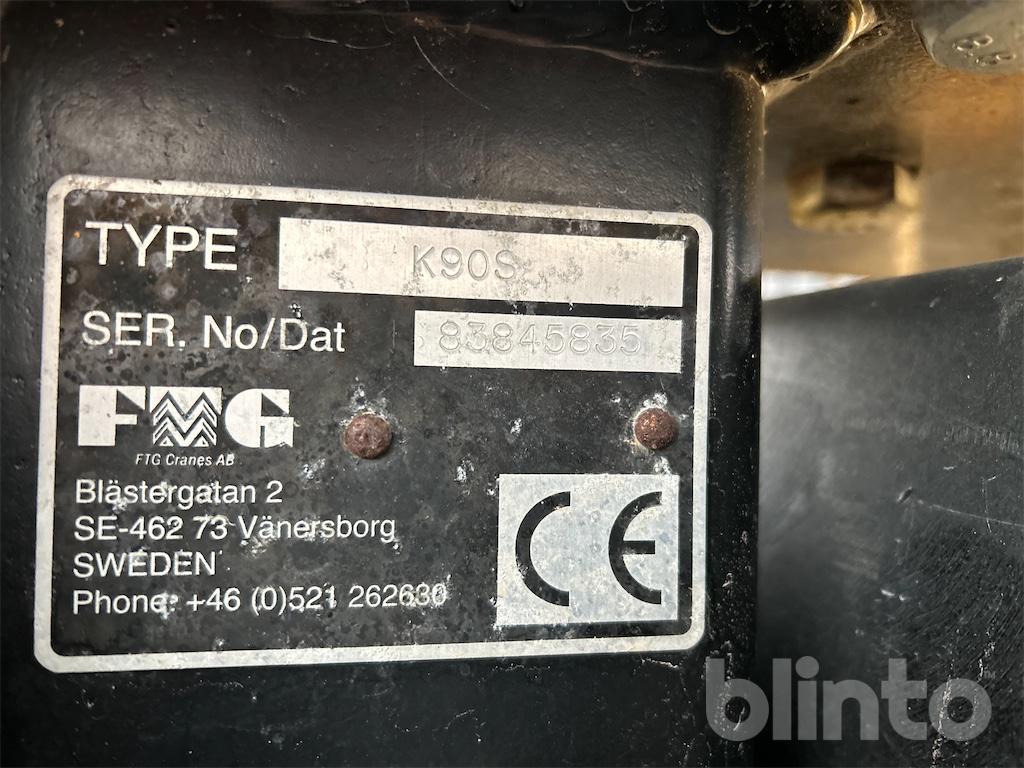 TYPE K90S
SER. No/Dat 83845835
FMG
FTG Cranes AB
Blästergatan 2
SE-462 73 Vänersborg
SWEDEN
Phone: +46 (0)521 262630
CE
blinto